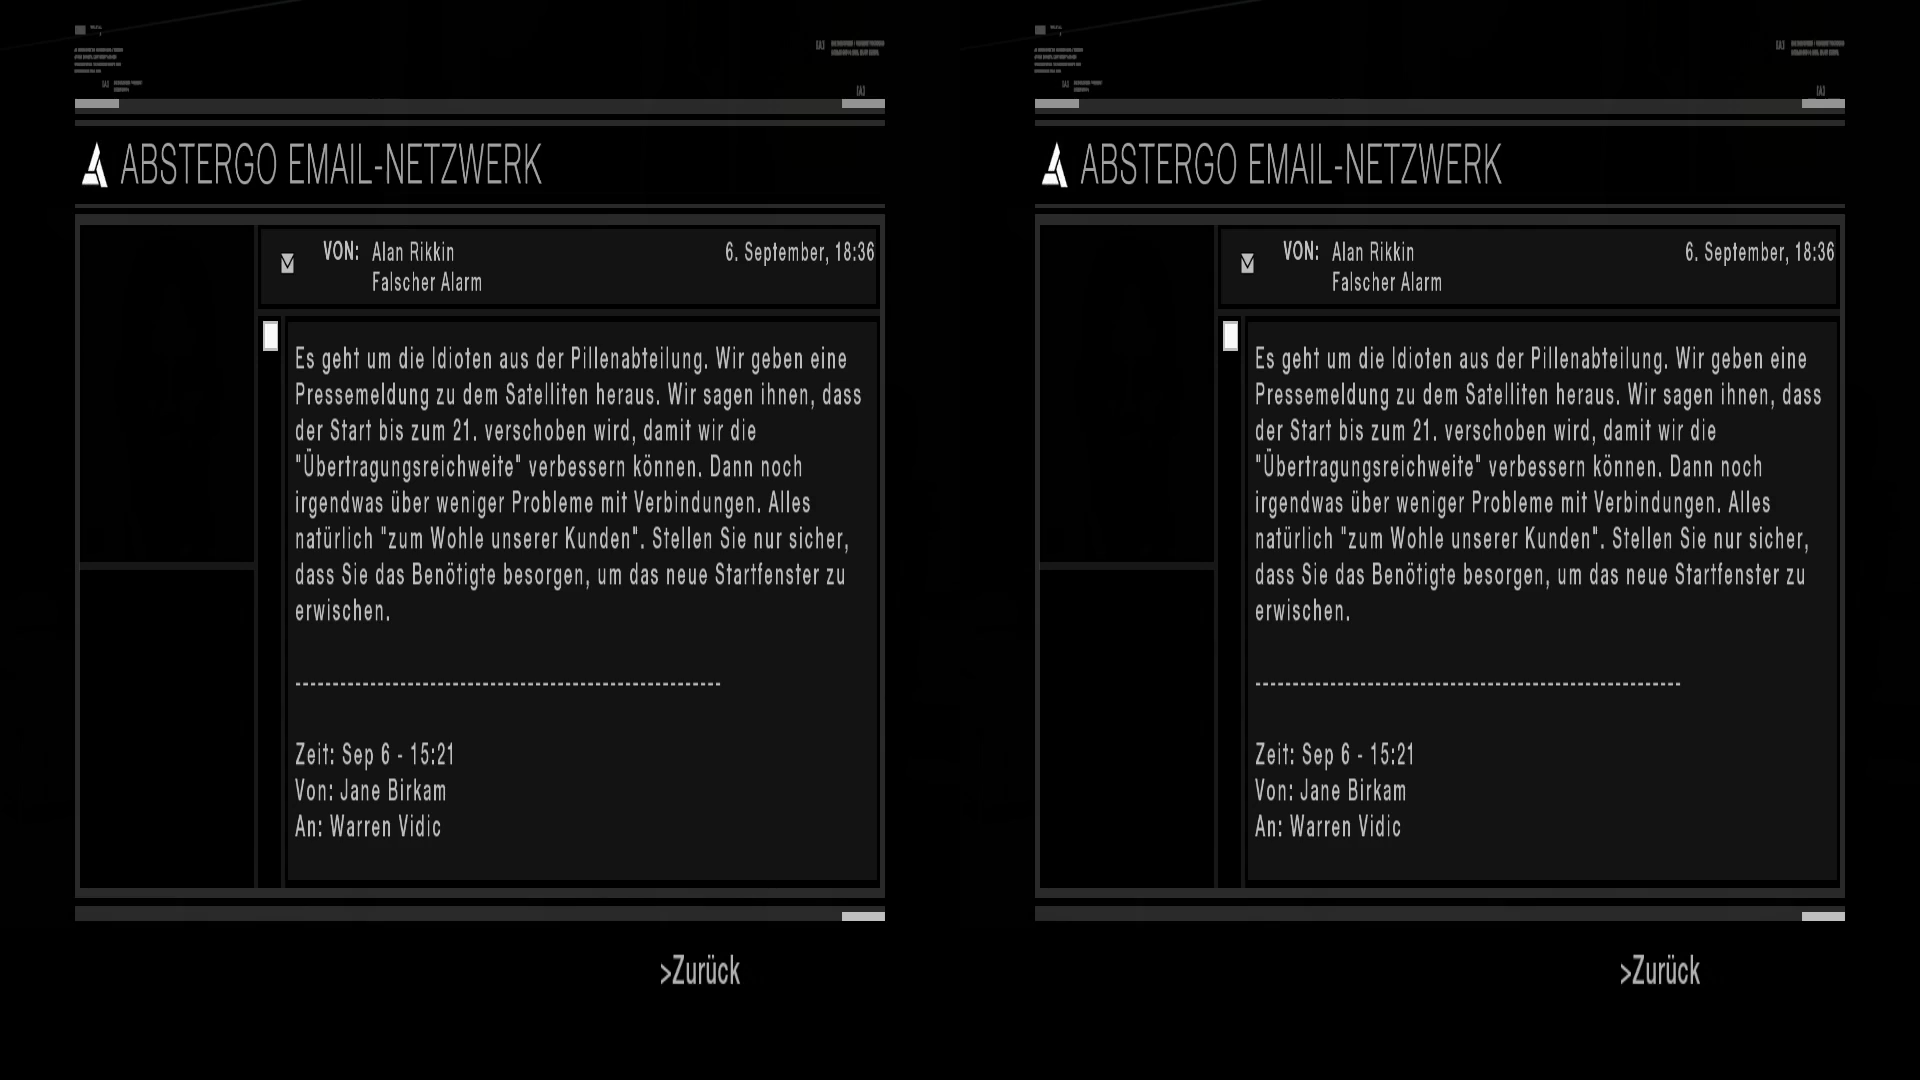 ABSTERGO EMAIL-NETZWERK
VON: Alan Rikkin 6. September, 18:36
Falscher Alarm
Es geht um die Idioten aus der Pillenabteilung. Wir geben eine
Pressemeldung zu dem Satelliten heraus. Wir sagen ihnen, dass
der Start bis zum 21. verschoben wird, damit wir die
"Übertragungsreichweite" verbessern können. Dann noch
irgendwas über weniger Probleme mit Verbindungen. Alles
natürlich "zum Wohle unserer Kunden". Stellen Sie nur sicher,
dass Sie das Benötigte besorgen, um das neue Startfenster zu
erwischen.
---------------------------------------------------------
Zeit: Sep 6 - 15:21
Von: Jane Birkam
An: Warren Vidic
>Zurück
ABSTERGO EMAIL-NETZWERK
VON: Alan Rikkin 6. September, 18:36
Falscher Alarm
Es geht um die Idioten aus der Pillenabteilung. Wir geben eine
Pressemeldung zu dem Satelliten heraus. Wir sagen ihnen, dass
der Start bis zum 21. verschoben wird, damit wir die
"Übertragungsreichweite" verbessern können. Dann noch
irgendwas über weniger Probleme mit Verbindungen. Alles
natürlich "zum Wohle unserer Kunden". Stellen Sie nur sicher,
dass Sie das Benötigte besorgen, um das neue Startfenster zu
erwischen.
---------------------------------------------------------
Zeit: Sep 6 - 15:21
Von: Jane Birkam
An: Warren Vidic
>Zurück